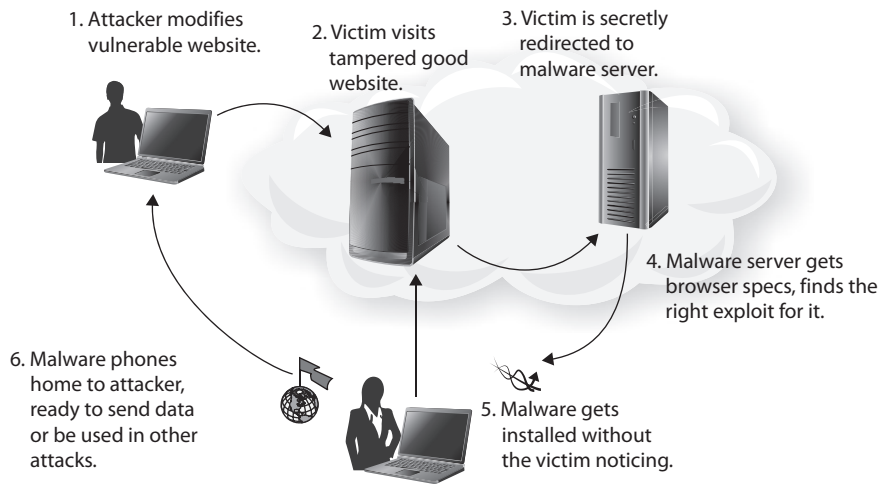 1. Attacker modifies
vulnerable website.
2. Victim visits
tampered good
website.
3. Victim is secretly
redirected to
malware server.
4. Malware server gets
browser specs, finds the
right exploit for it.
5. Malware gets
installed without
the victim noticing.
6. Malware phones
home to attacker,
ready to send data
or be used in other
attacks.